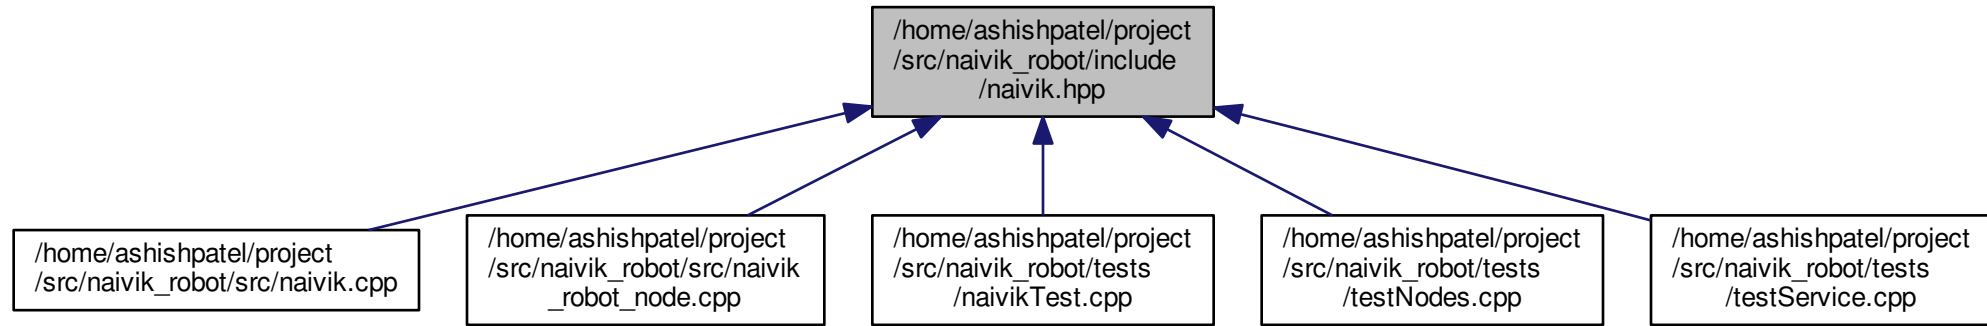 /home/ashishpatel/project
/src/naivik_robot/include
/naivik.hpp
/home/ashishpatel/project
/src/naivik_robot/src/naivik.cpp
/home/ashishpatel/project
/src/naivik_robot/src/naivik
_robot_node.cpp
/home/ashishpatel/project
/src/naivik_robot/tests
/naivikTest.cpp
/home/ashishpatel/project
/src/naivik_robot/tests
/testNodes.cpp
/home/ashishpatel/project
/src/naivik_robot/tests
/testService.cpp